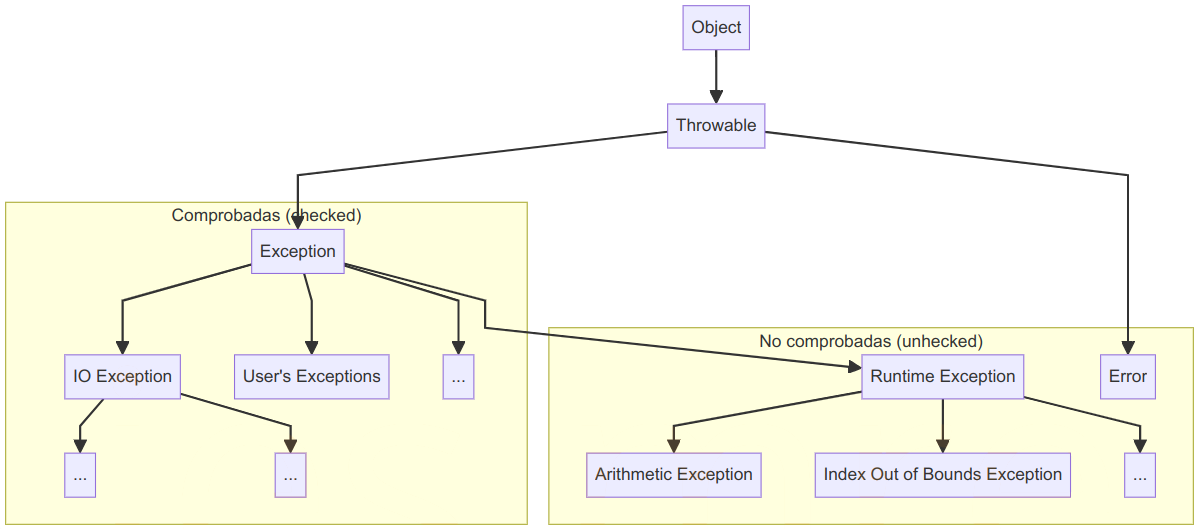 Object
Throwable
Comprobadas (checked)
Exception
No comprobadas (unhecked)
IO Exception
User's Exceptions
...
Runtime Exception
Error
...
...
Arithmetic Exception
Index Out of Bounds Exception
...